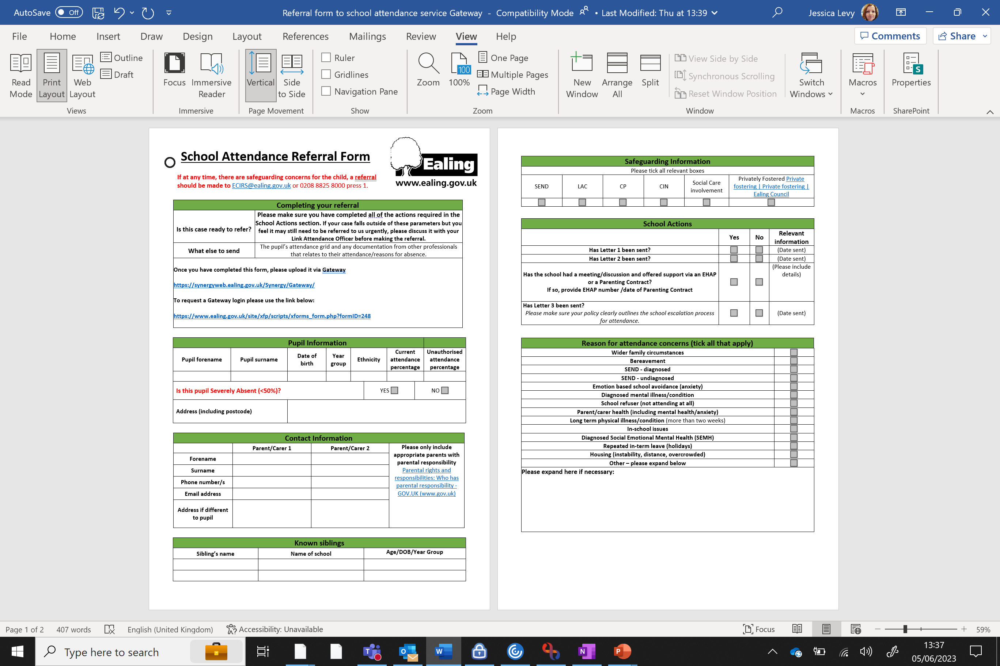 AutoSave Off
Referral form to school attendance service Gateway - Compatibility Mode • Last Modified: Thu at 13:39
Jessica Levy
File Home Insert Draw Design Layout References Mailings Review View Help
Comments Share
Read Mode
Print Layout
Web Layout
Outline
Draft
Views
Focus
Immersive Reader
Immersive
Vertical
Side to Side
Page Movement
Ruler
Gridlines
Navigation Pane
Show
Zoom
100
100%
One Page
Multiple Pages
Page Width
Zoom
New Window
Arrange All
Split
View Side by Side
Synchronous Scrolling
Reset Window Position
Switch Windows
Window
Macros
Macros
S
Properties
SharePoint
School Attendance Referral Form
Ealing
www.ealing.gov.uk
If at any time, there are safeguarding concerns for the child, a referral
should be made to ECIRS@ealing.gov.uk or 0208 8825 8000 press 1.
Completing your referral
Is this case ready to refer?
Please make sure you have completed all of the actions required in the
School Actions section. If your case falls outside of these parameters but you
feel it may still need to be referred to us urgently, please discuss it with your
Link Attendance Officer before making the referral.
What else to send
The pupil's attendance grid and any documentation from other professionals
that relates to their attendance/reasons for absence.
Once you have completed this form, please upload it via Gateway
https://synergyweb.ealing.gov.uk/Synergy/Gateway/
To request a Gateway login please use the link below:
https://www.ealing.gov.uk/site/xfp/scripts/xforms_form.php?formID=248
Pupil Information
Pupil forename
Pupil surname
Date of birth
Year group
Ethnicity
Current attendance percentage
Unauthorised attendance percentage
Is this pupil Severely Absent (<50%)?
YES
NO
Address (including postcode)
Contact Information
Parent/Carer 1
Parent/Carer 2
Please only include
appropriate parents with
parental responsibility
Parental rights and
responsibilities: Who has
parental responsibility -
GOV.UK (www.gov.uk)
Forename
Surname
Phone number/s
Email address
Address if different
to pupil
Known siblings
Sibling's name
Name of school
Age/DOB/Year Group
Safeguarding Information
Please tick all relevant boxes
SEND
LAC
CP
CIN
Social Care
involvement
Privately Fostered Private
fostering | Private fostering |
Ealing Council
School Actions
Yes
No
Relevant
information
Has Letter 1 been sent?
(Date sent)
Has Letter 2 been sent?
(Date sent)
Has the school had a meeting/discussion and offered support via an EHAP
or a Parenting Contract?
If so, provide EHAP number /date of Parenting Contract
(Please include
details)
Has Letter 3 been sent?
Please make sure your policy clearly outlines the school escalation process
for attendance.
(Date sent)
Reason for attendance concerns (tick all that apply)
Wider family circumstances
Bereavement
SEND - diagnosed
SEND - undiagnosed
Emotion based school avoidance (anxiety)
Diagnosed mental illness/condition
School refuser (not attending at all)
Parent/carer health (including mental health/anxiety)
Long term physical illness/condition (more than two weeks)
In-school issues
Diagnosed Social Emotional Mental Health (SEMH)
Repeated in-term leave (holidays)
Housing (instability, distance, overcrowded)
Other – please expand below
Please expand here if necessary:
Page 1 of 2 407 words English (United Kingdom) Accessibility: Unavailable
Focus
59%
Type here to search
T
O
W
N
P
13:37
05/06/2023